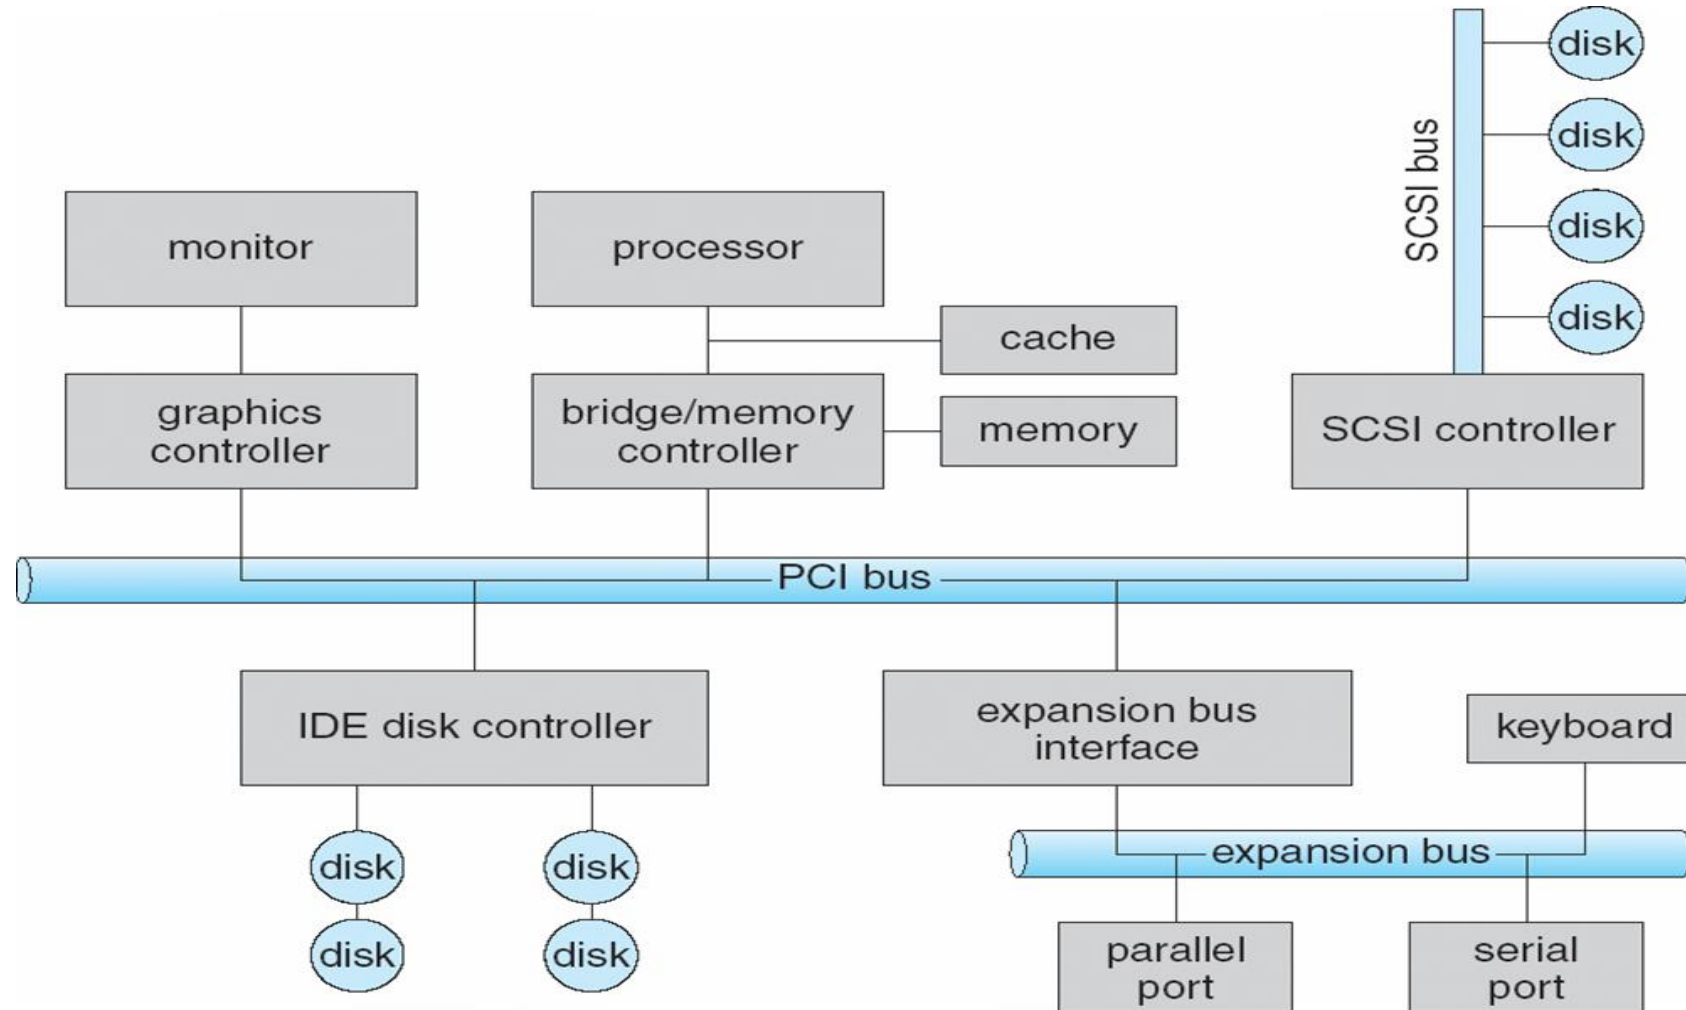 disk
disk
SCSI bus
disk
disk
monitor
processor
cache
graphics
controller
bridge/memory
controller
memory
SCSI controller
PCI bus
IDE disk controller
expansion bus
interface
keyboard
disk
disk
expansion bus
disk
disk
parallel
port
serial
port